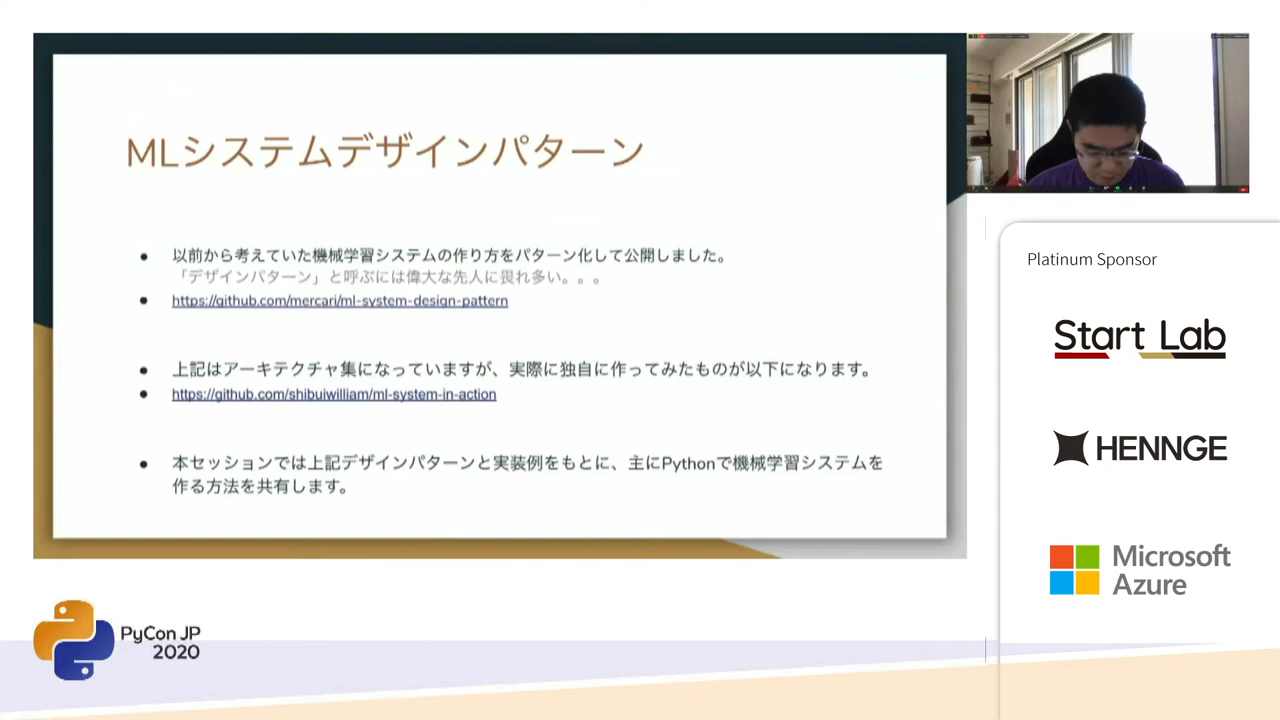 MLシステムデザインパターン
● 以前から考えていた機械学習システムの作り方をパターン化して公開しました。
「デザインパターン」と呼ぶには偉大な先人に畏れ多い。。。
● https://github.com/mercari/ml-system-design-pattern
● 上記はアーキテクチャ集になっていますが、実際に独自に作ってみたものが以下になります。
● https://github.com/shibuiwilliam/ml-system-in-action
● 本セッションでは上記デザインパターンと実装例をもとに、主にPythonで機械学習システムを
作る方法を共有します。
Platinum Sponsor
Start Lab
HENNGE
Microsoft
Azure
PyCon JP
2020